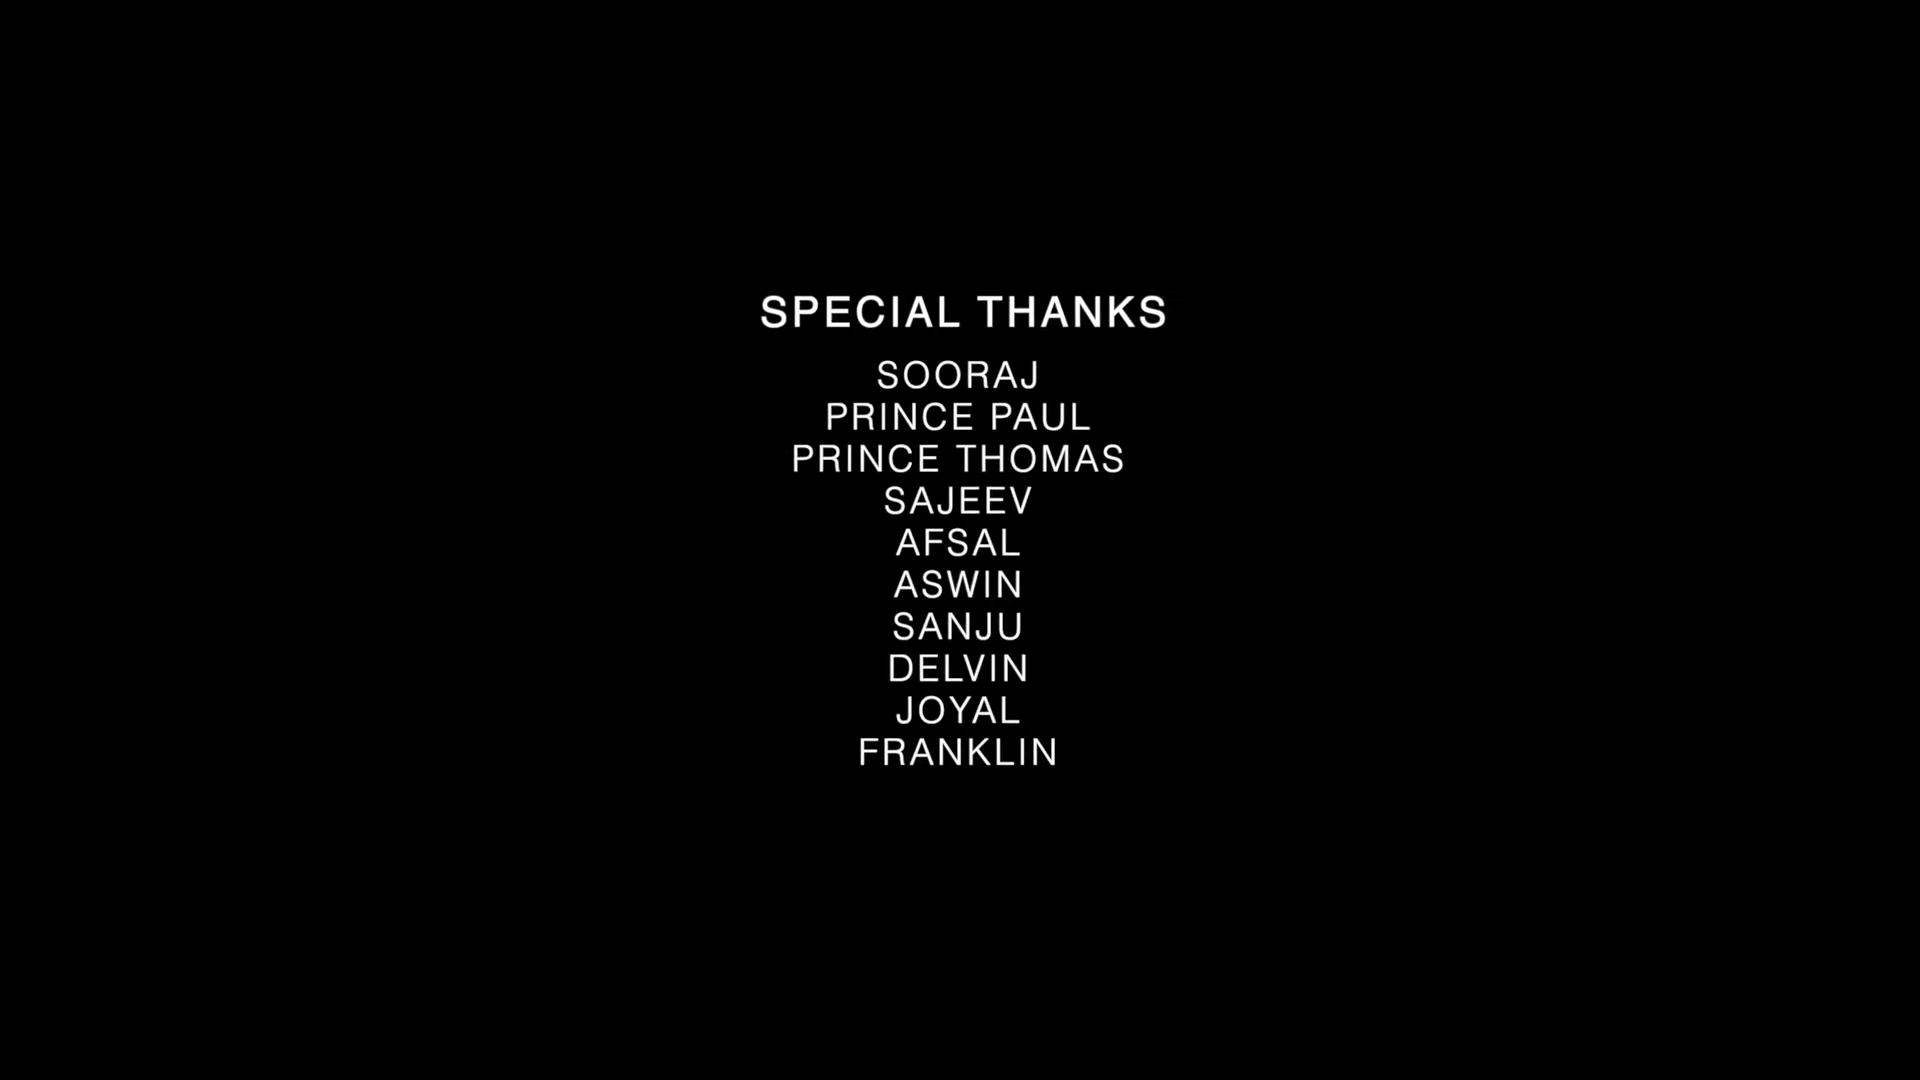 SPECIAL THANKS
SOORAJ
PRINCE PAUL
PRINCE THOMAS
SAJEEV
AFSAL
ASWIN
SANJU
DELVIN
JOYAL
FRANKLIN